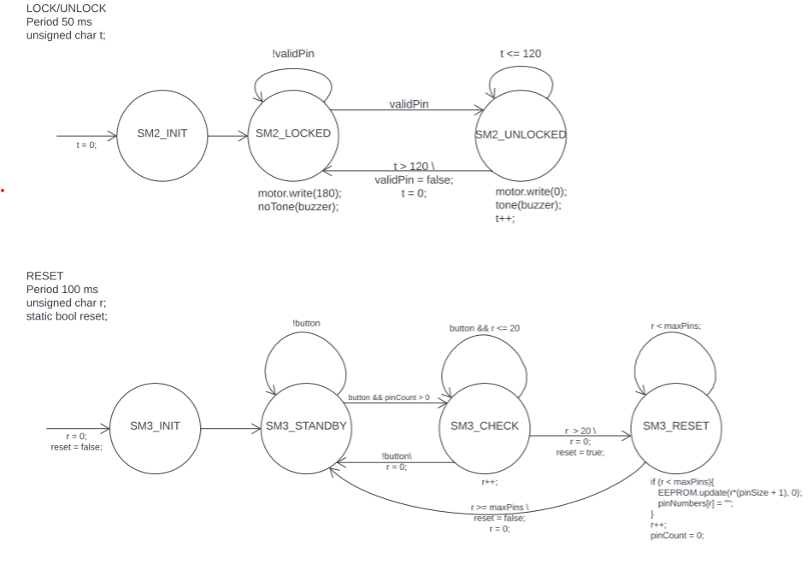 LOCK/UNLOCK
Period 50 ms
unsigned char t;
!validPin
t <= 120
validPin
SM2_INIT
SM2_LOCKED
SM2_UNLOCKED
t = 0;
t > 120 \
validPin = false;
t = 0;
motor.write(180);
noTone(buzzer);
motor.write(0);
tone(buzzer);
t++;
RESET
Period 100 ms
unsigned char r;
static bool reset;
!button
button && r <= 20
r < maxPins;
button && pinCount > 0
SM3_INIT
SM3_STANDBY
SM3_CHECK
SM3_RESET
r = 0;
reset = false;
r > 20 \
r = 0;
reset = true;
!button\
r = 0;
r++;
r >= maxPins \
reset = false;
r = 0;
if (r < maxPins){
EEPROM.update(r*(pinSize + 1), 0);
pinNumbers[r] = "";
}
r++;
pinCount = 0;